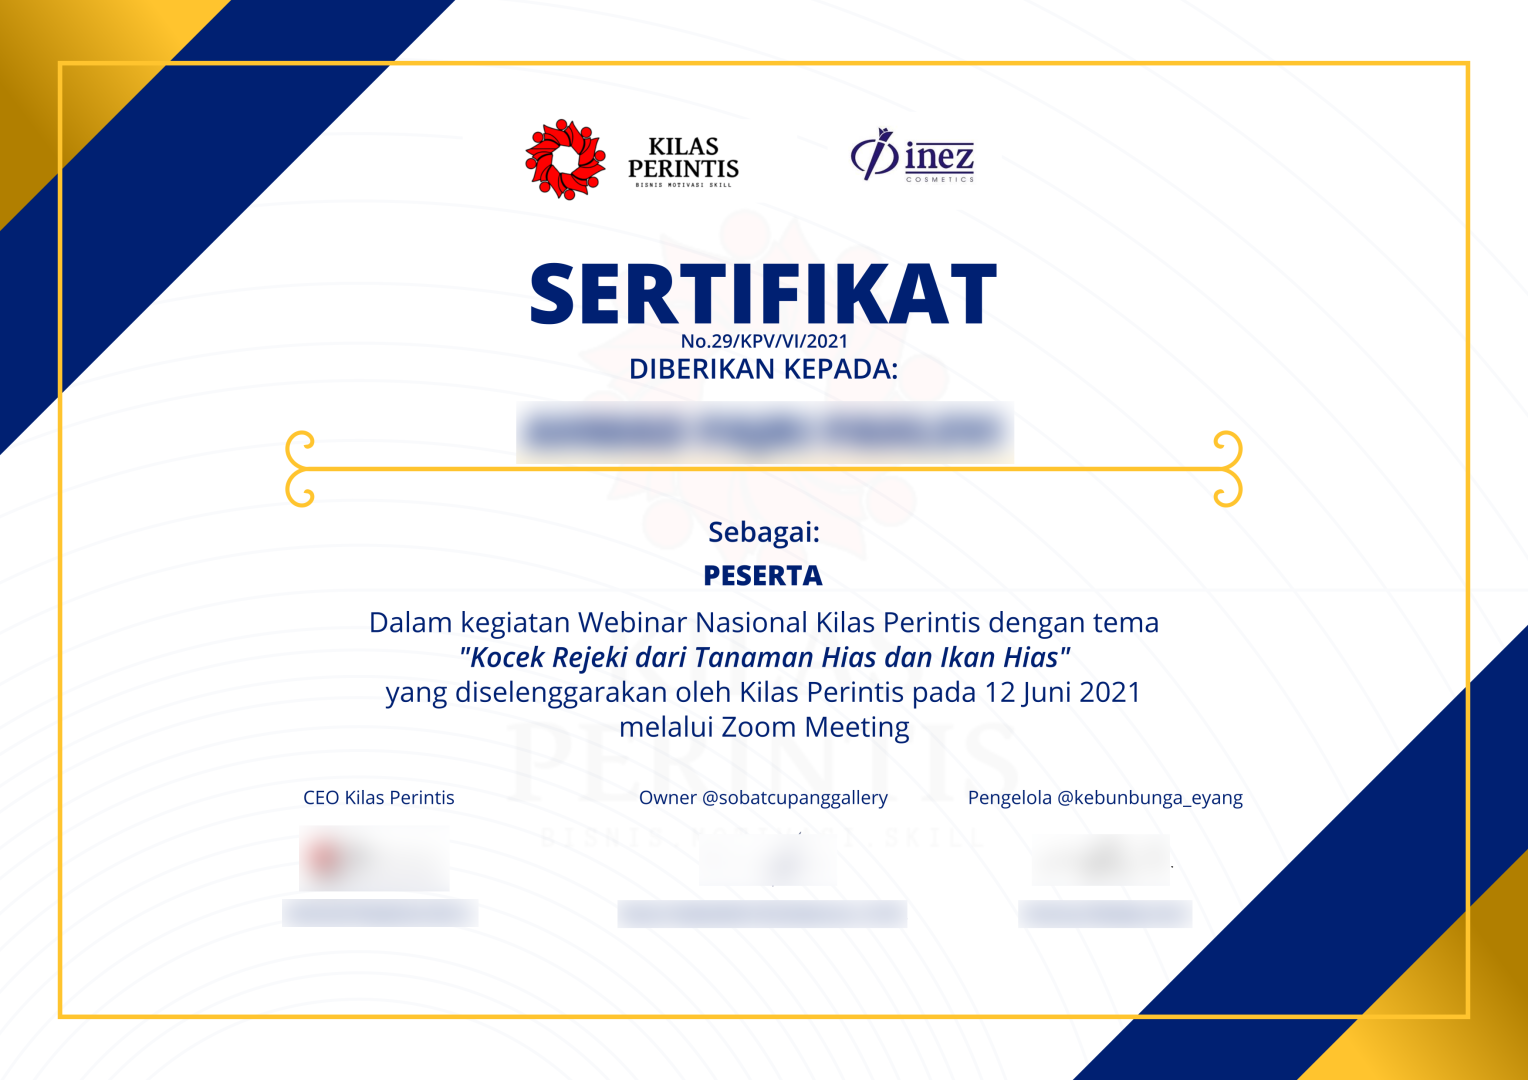 KILAS
PERINTIS
BISNIS MOTIVASI SKILL
inez
COSMETICS
SERTIFIKAT
No.29/KPV/VI/2021
DIBERIKAN KEPADA:
Sebagai:
PESERTA
Dalam kegiatan Webinar Nasional Kilas Perintis dengan tema
"Kocek Rejeki dari Tanaman Hias dan Ikan Hias"
yang diselenggarakan oleh Kilas Perintis pada 12 Juni 2021
melalui Zoom Meeting
PERINTIS
CEO Kilas Perintis
Owner @sobatcupanggallery
Pengelola @kebunbunga_eyang